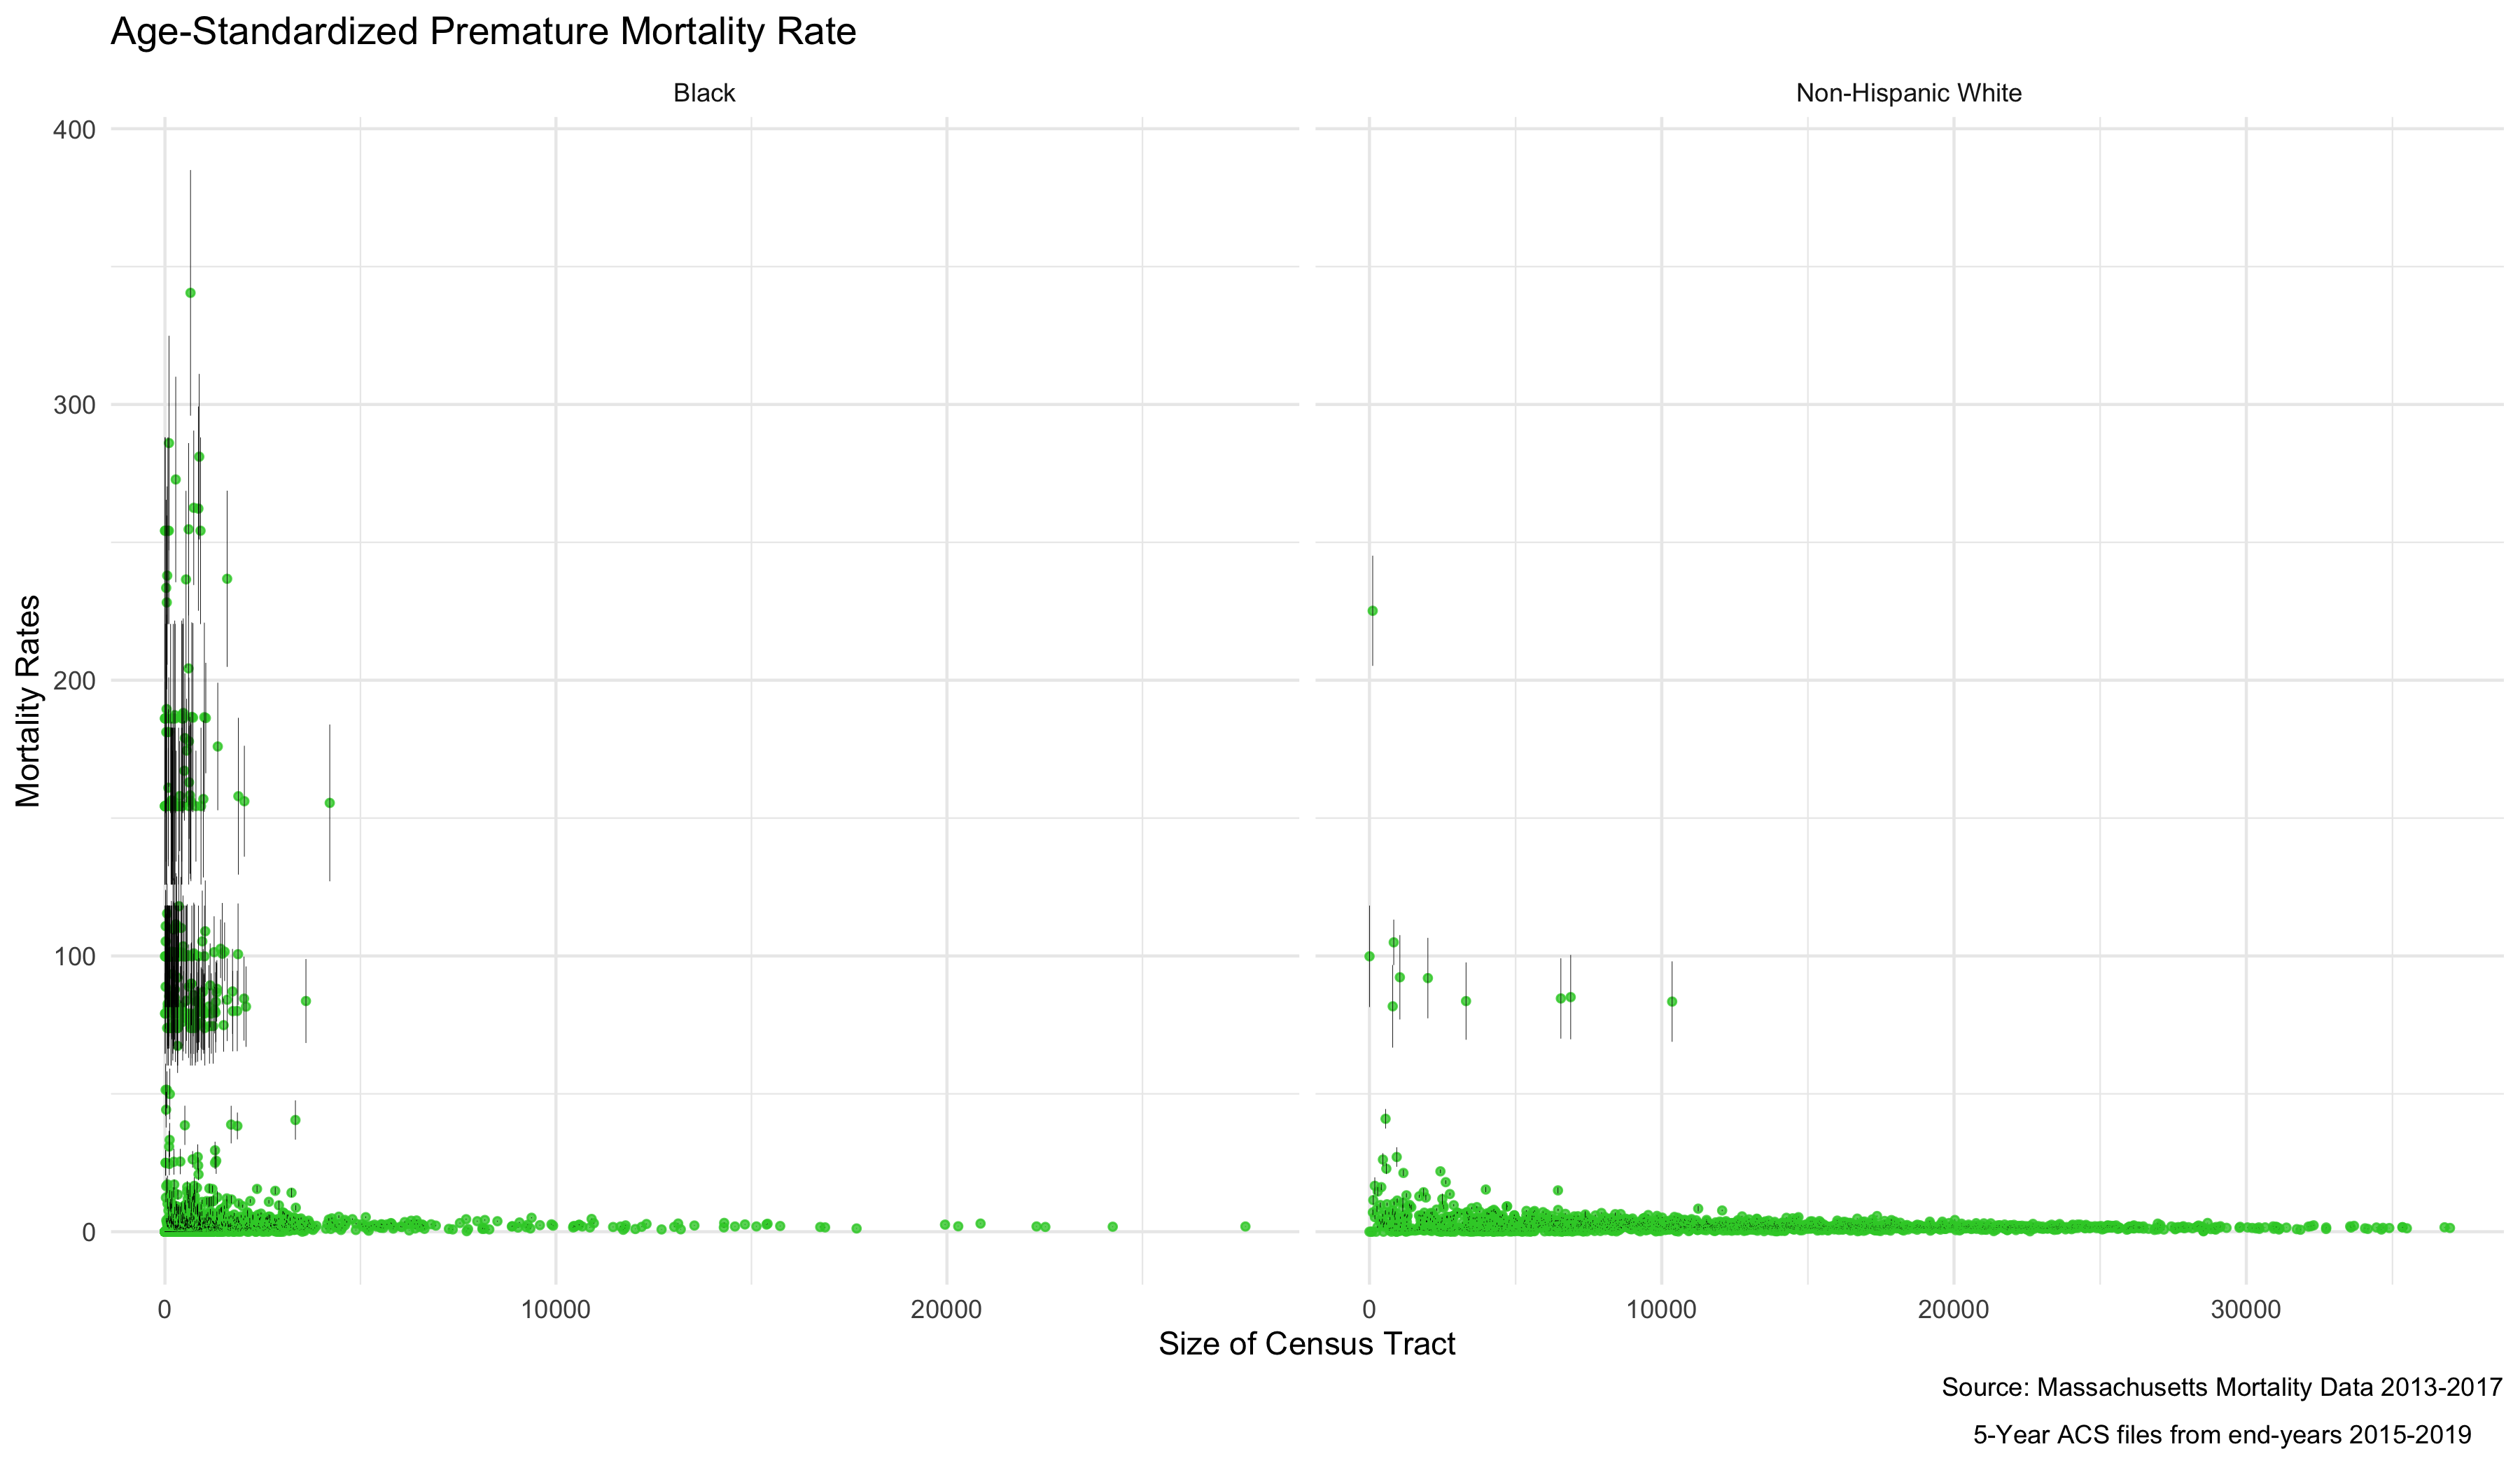 Age-Standardized Premature Mortality Rate
Black
Non-Hispanic White
400
300
200
100
0
Mortality Rates
0 10000 20000
0 10000 20000 30000
Size of Census Tract
Source: Massachusetts Mortality Data 2013-2017
5-Year ACS files from end-years 2015-2019